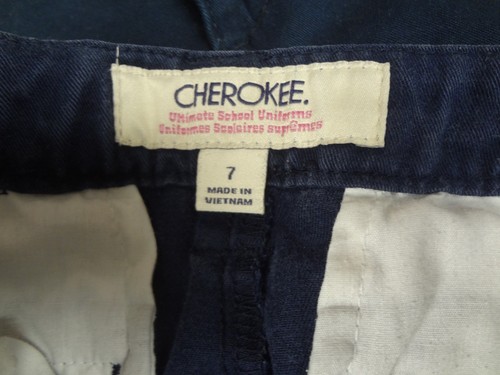 CHEROKEE.
Ultimate School Uniforms
Uniformes Scolaires suprêmes
7
MADE IN
VIETNAM